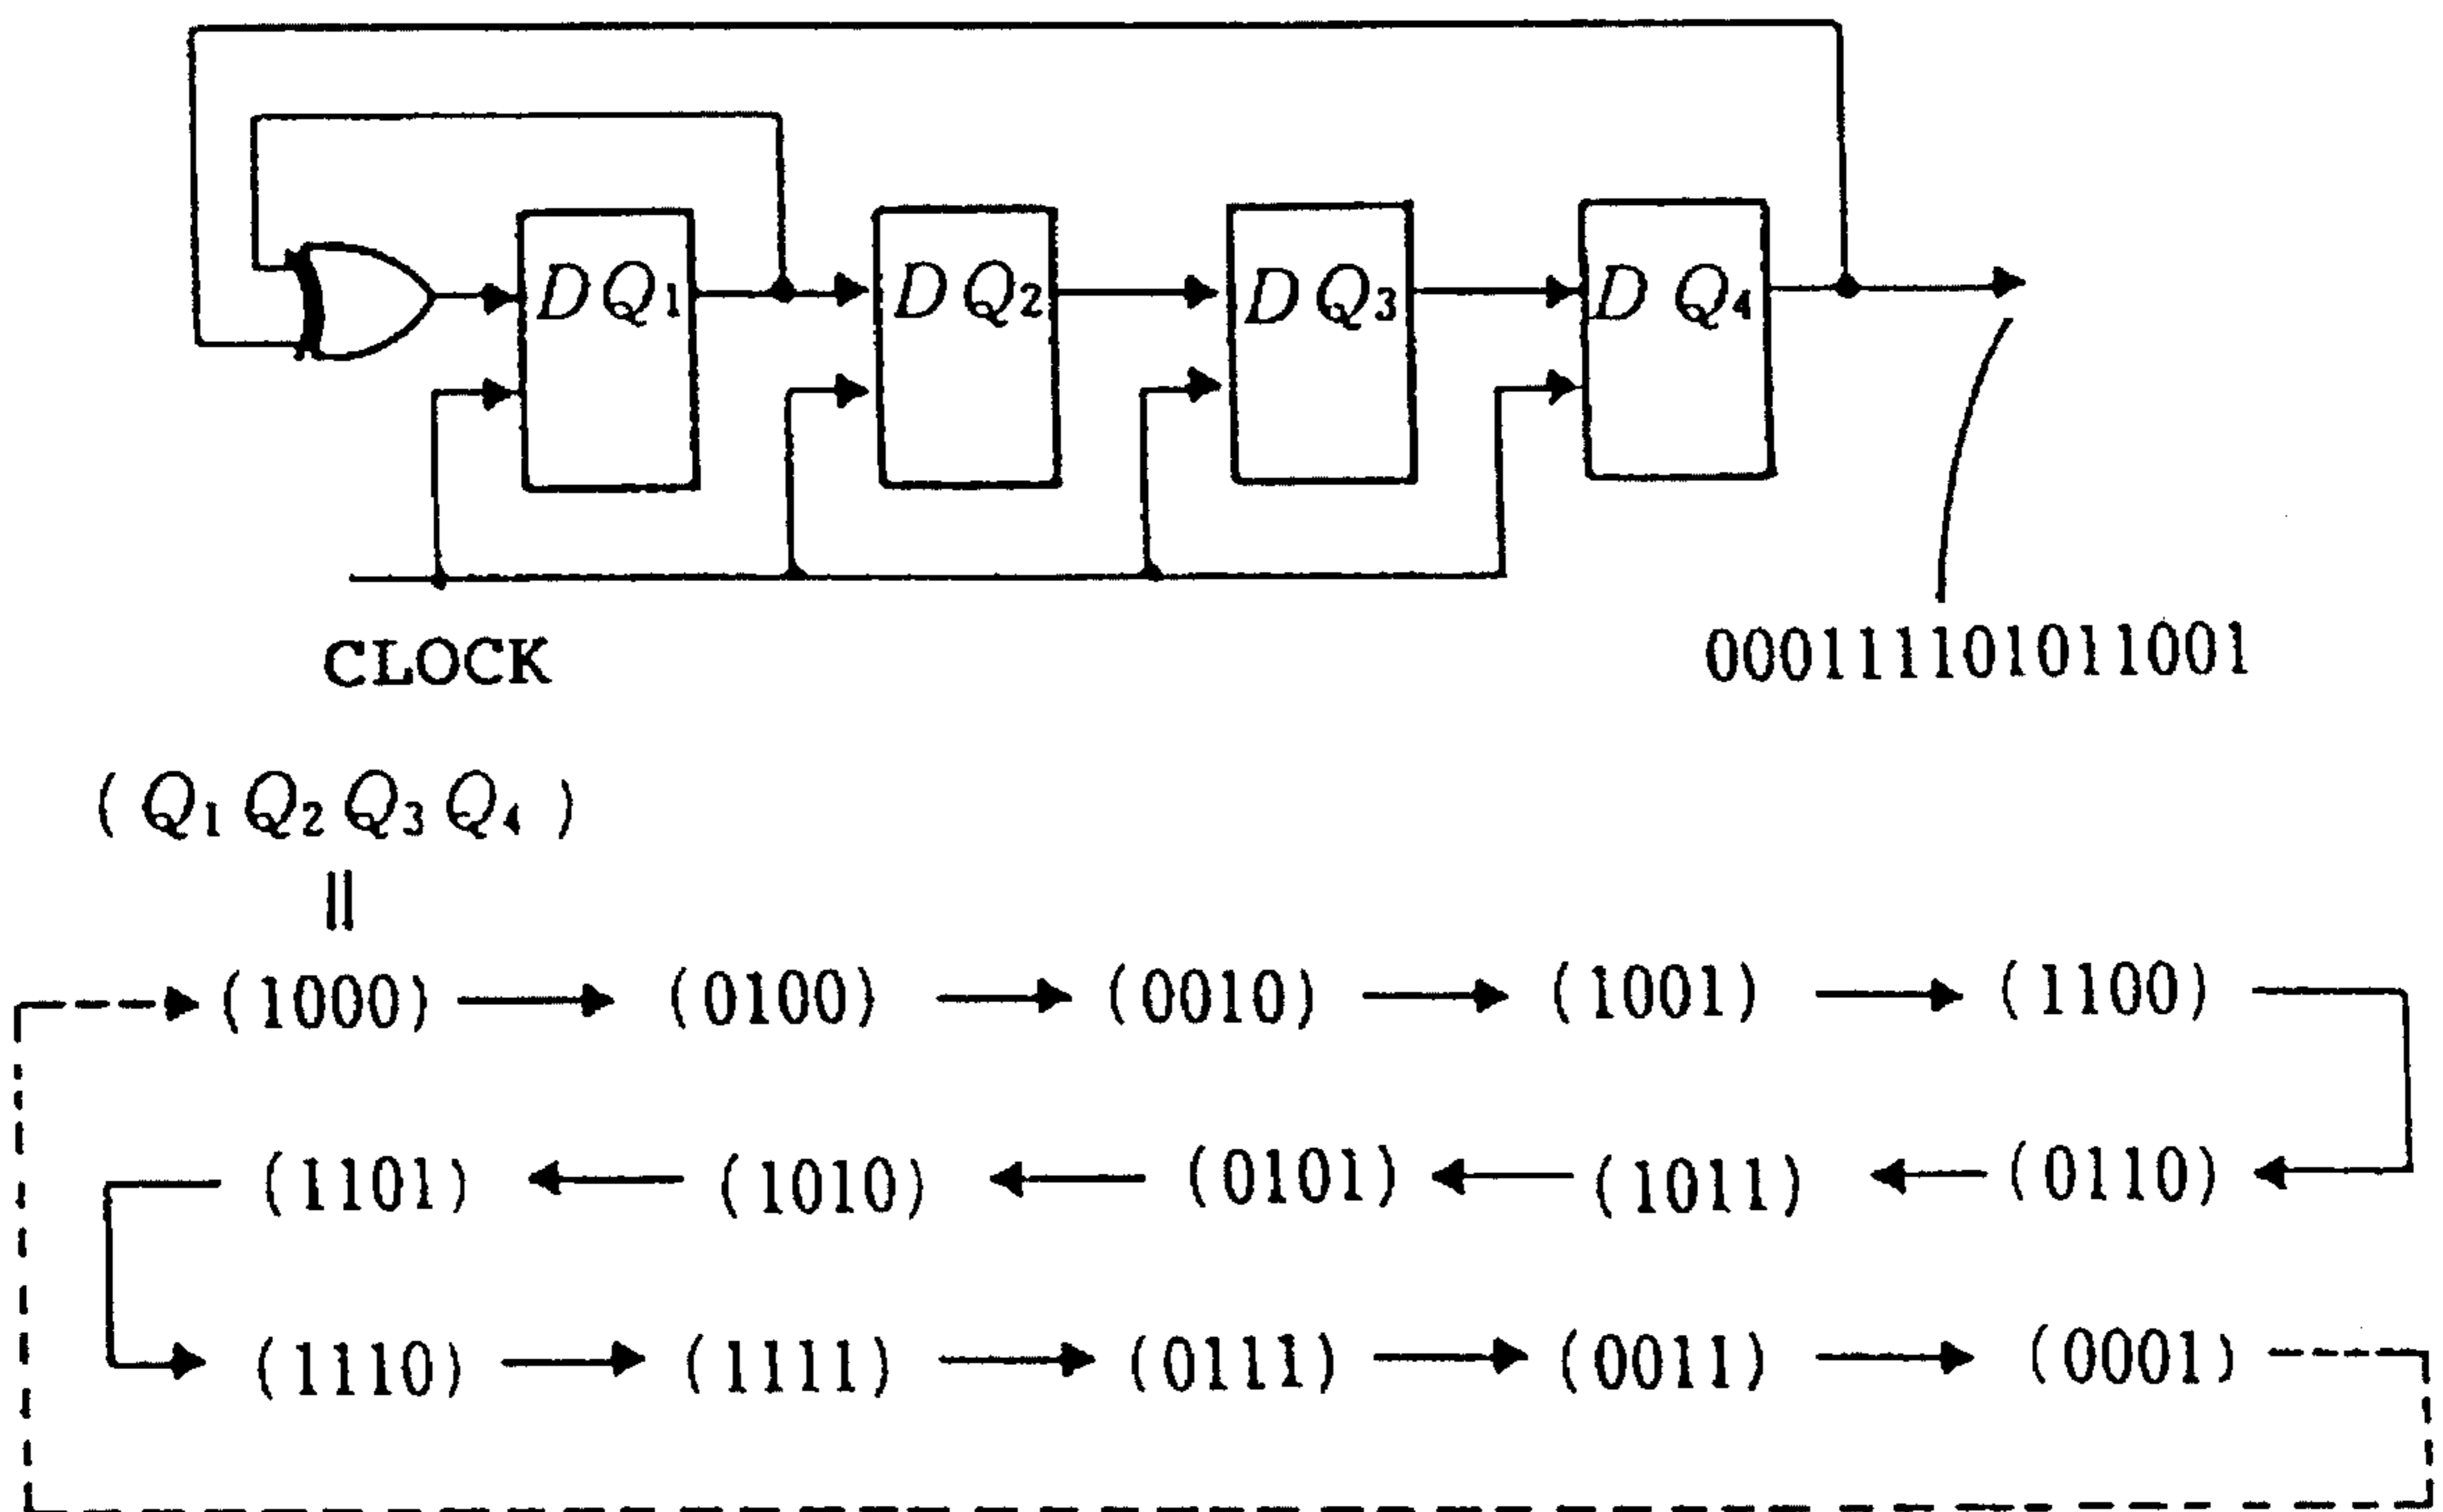 D Q1 D Q2 D Q3 D Q4
CLOCK 000111101011001
( Q1 Q2 Q3 Q4 )
||
(1000) (0100) (0010) (1001) (1100)
(1101) (1010) (0101) (1011) (0110)
(1110) (1111) (0111) (0011) (0001)